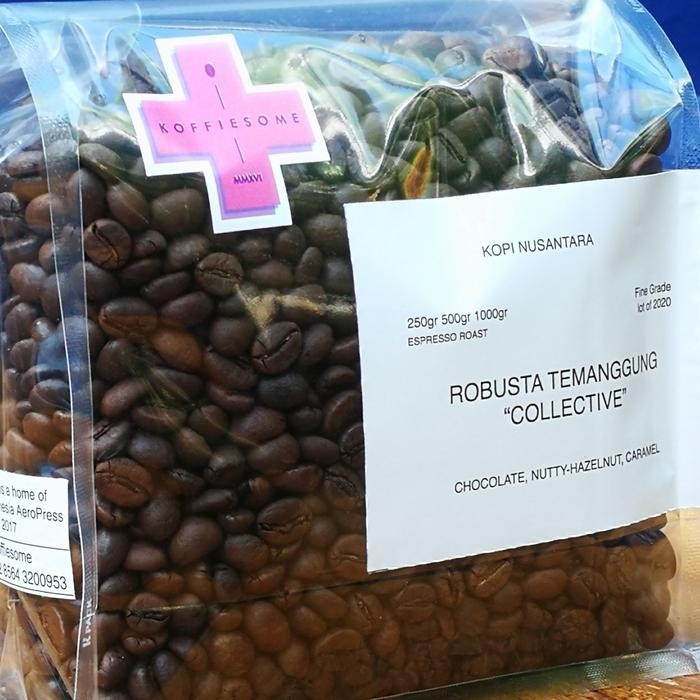 KOFFIESOME
MMXVI
KOPI NUSANTARA
Fine Grade
lot of 2020
250gr 500gr 1000gr
ESPRESSO ROAST
ROBUSTA TEMANGGUNG
“COLLECTIVE”
CHOCOLATE, NUTTY-HAZELNUT, CARAMEL
s a home of
esia AeroPress
2017
ffiesome
8564 3200953